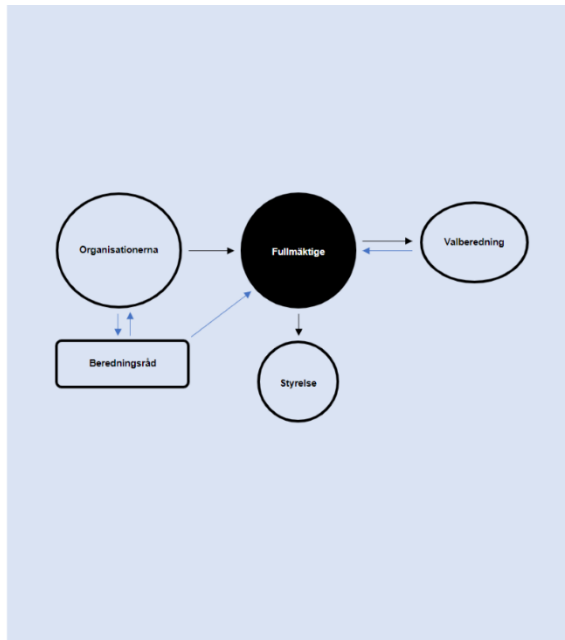 Organisationerna
Fullmäktige
Valberedning
Beredningsråd
Styrelse